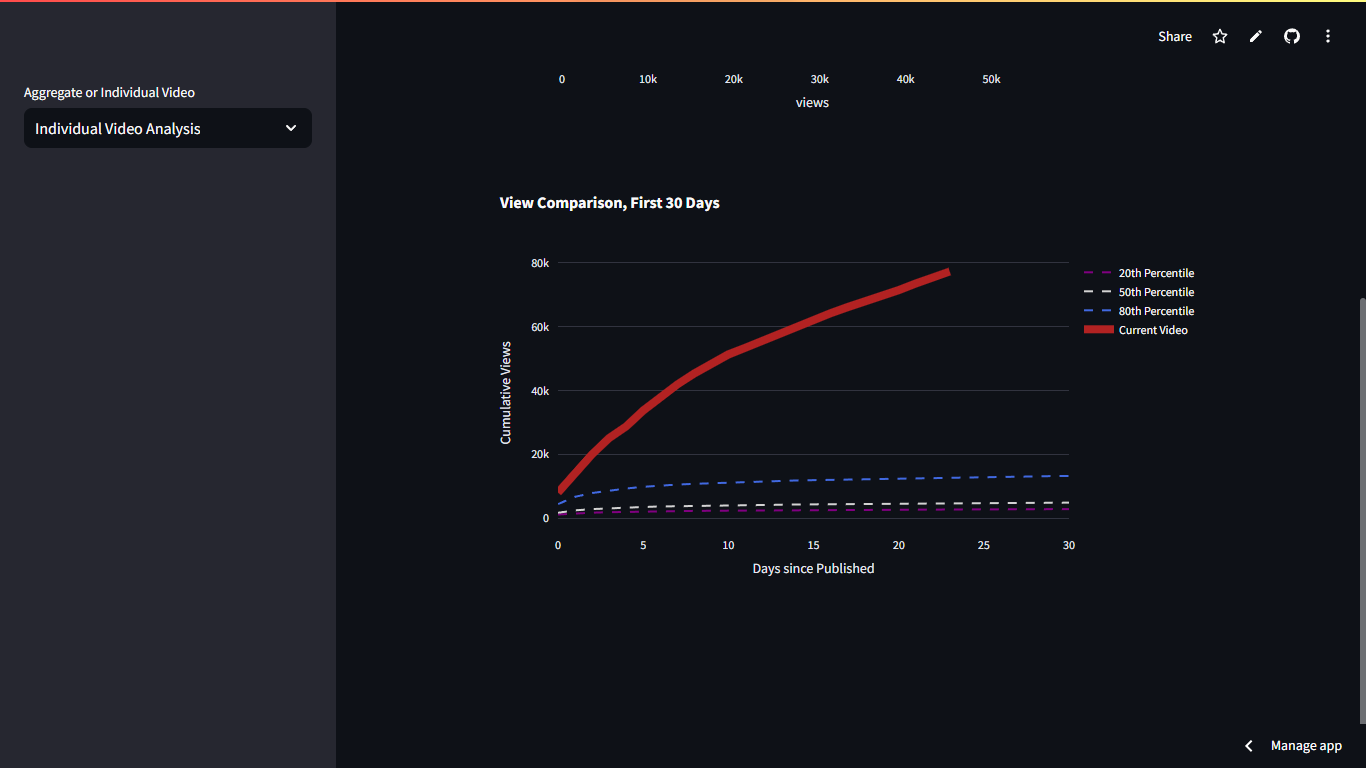 Share
Aggregate or Individual Video
Individual Video Analysis
0 10k 20k 30k 40k 50k
views
View Comparison, First 30 Days
Cumulative Views
80k
60k
40k
20k
0
0 5 10 15 20 25 30
Days since Published
20th Percentile
50th Percentile
80th Percentile
Current Video
Manage app